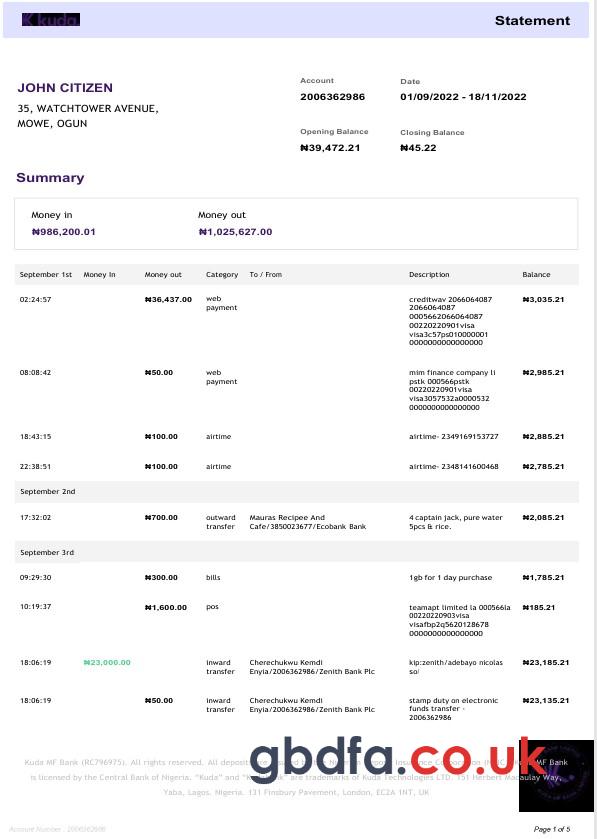 kuda.
Statement
JOHN CITIZEN
35, WATCHTOWER AVENUE,
MOWE, OGUN
Account
2006362986
Date
01/09/2022 - 18/11/2022
Opening Balance
₦39,472.21
Closing Balance
₦45.22
Summary
Money in
₦986,200.01
Money out
₦1,025,627.00
September 1st Money In Money out Category To / From Description Balance
02:24:57 ₦36,437.00 web creditwav 2066064087 ₦3,035.21
payment 2066064087
0005662066064087
00220220901visa
visa3c57ps010000001
0000000000000000
08:08:42 ₦50.00 web mim finance company li ₦2,985.21
payment pstk 000566pstk
00220220901visa
visa3057532a0000532
0000000000000000
18:43:15 ₦100.00 airtime airtime- 2349169153727 ₦2,885.21
22:38:51 ₦100.00 airtime airtime- 2348141600468 ₦2,785.21
September 2nd
17:32:02 ₦700.00 outward Mauras Recipee And 4 captain jack, pure water ₦2,085.21
transfer Cafe/3850023677/Ecobank Bank 5pcs & rice.
September 3rd
09:29:30 ₦300.00 bills 1gb for 1 day purchase ₦1,785.21
10:19:37 ₦1,600.00 pos teamapt limited la 000566la ₦185.21
00220220903visa
visafbp2q5620128678
0000000000000000
18:06:19 ₦23,000.00 inward Cherechukwu Kemdi kip:zenith/adebayo nicolas ₦23,185.21
transfer Enyia/2006362986/Zenith Bank Plc so/
18:06:19 ₦50.00 inward Cherechukwu Kemdi stamp duty on electronic ₦23,135.21
transfer Enyia/2006362986/Zenith Bank Plc funds transfer -
2006362986
gbdfa.co.uk
Kuda MF Bank (RC796975). All rights reserved. All deposits are insured by the Nigerian Deposit Insurance Corporation (NDIC). Kuda MF Bank
is licensed by the Central Bank of Nigeria. "Kuda" and "Kuda are trademarks of Kuda Technologies LTD, 151 Herbert Macaulay Way,
Yaba, Lagos, Nigeria. 131 Finsbury Pavement, London, EC2A 1NT, UK
Account Number : 2006362986
Page 1 of 5